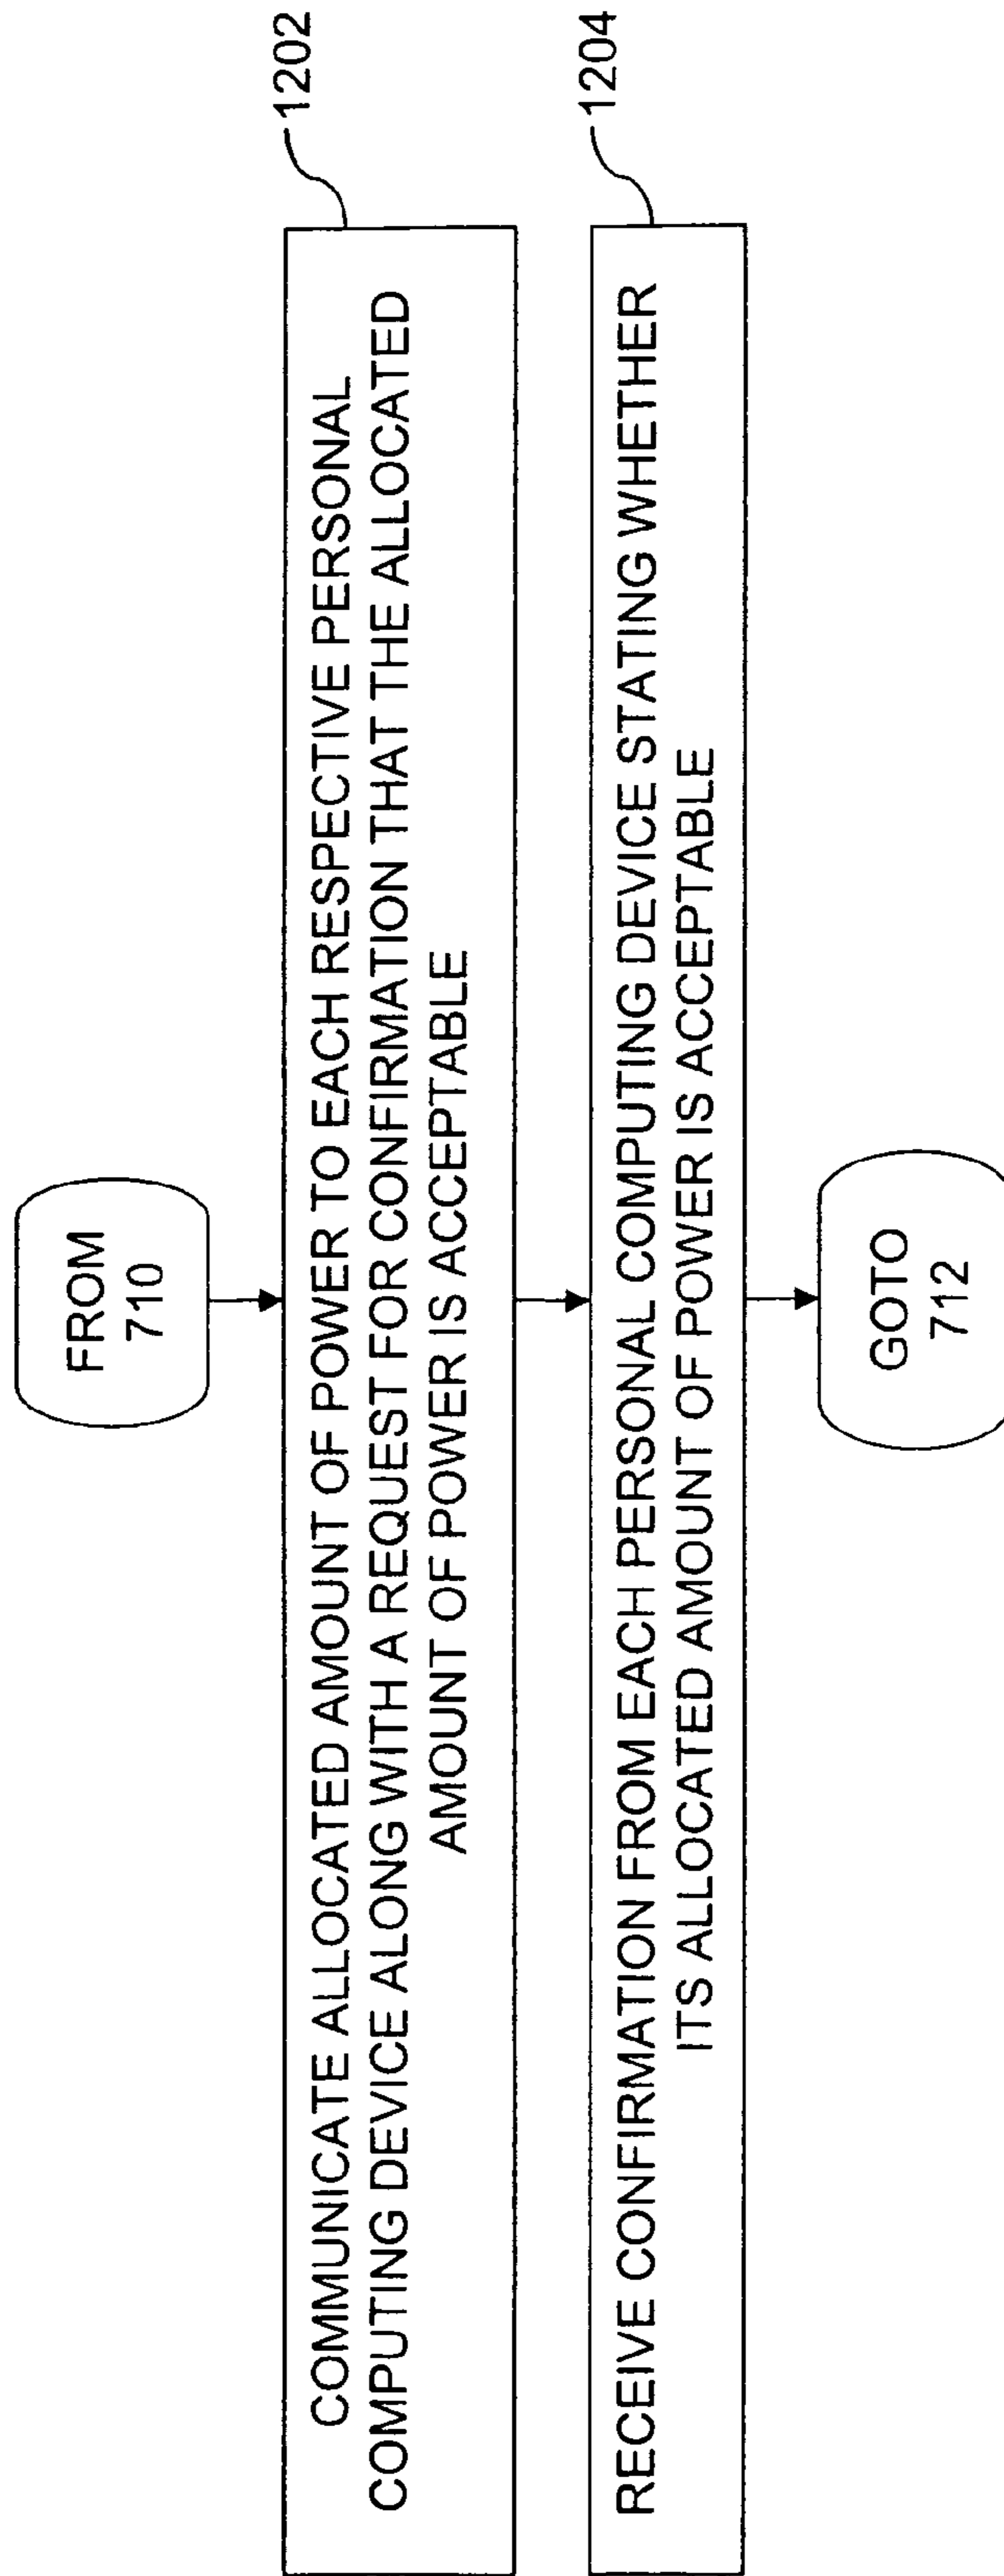 FROM
710
COMMUNICATE ALLOCATED AMOUNT OF POWER TO EACH RESPECTIVE PERSONAL
COMPUTING DEVICE ALONG WITH A REQUEST FOR CONFIRMATION THAT THE ALLOCATED
AMOUNT OF POWER IS ACCEPTABLE
1202
RECEIVE CONFIRMATION FROM EACH PERSONAL COMPUTING DEVICE STATING WHETHER
ITS ALLOCATED AMOUNT OF POWER IS ACCEPTABLE
1204
GOTO
712